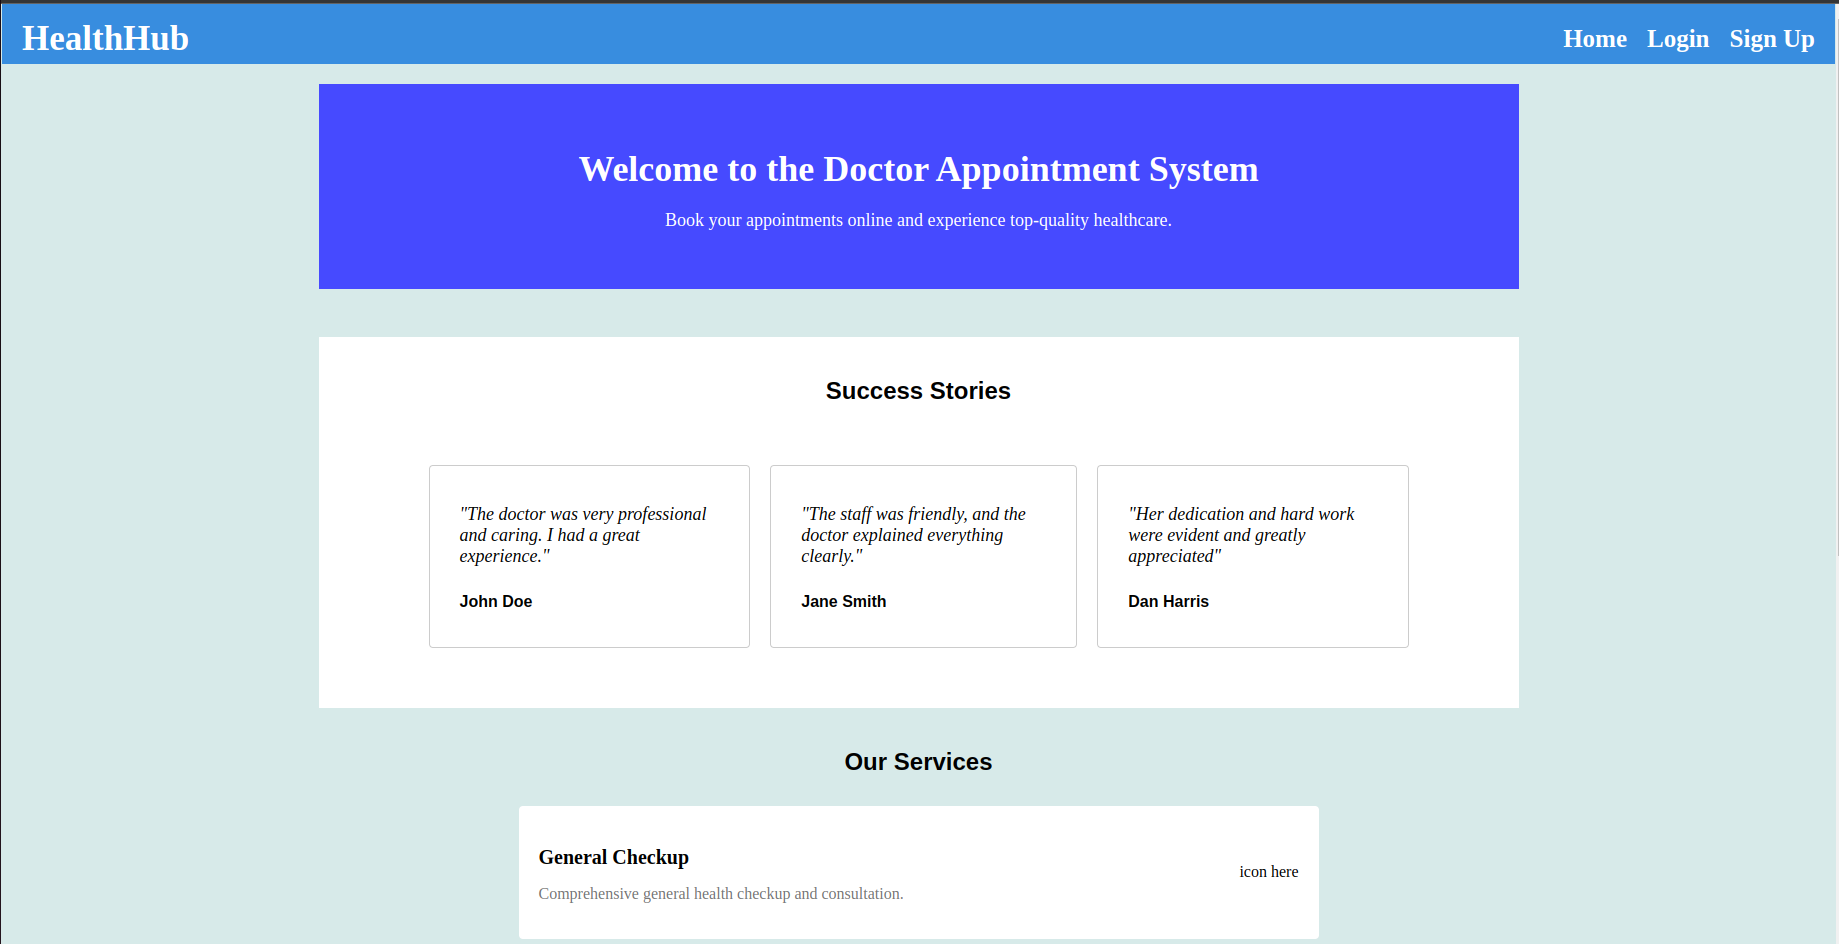 HealthHub
Home Login Sign Up
Welcome to the Doctor Appointment System
Book your appointments online and experience top-quality healthcare.
Success Stories
"The doctor was very professional
and caring. I had a great
experience."
John Doe
"The staff was friendly, and the
doctor explained everything
clearly."
Jane Smith
"Her dedication and hard work
were evident and greatly
appreciated"
Dan Harris
Our Services
General Checkup
Comprehensive general health checkup and consultation.
icon here